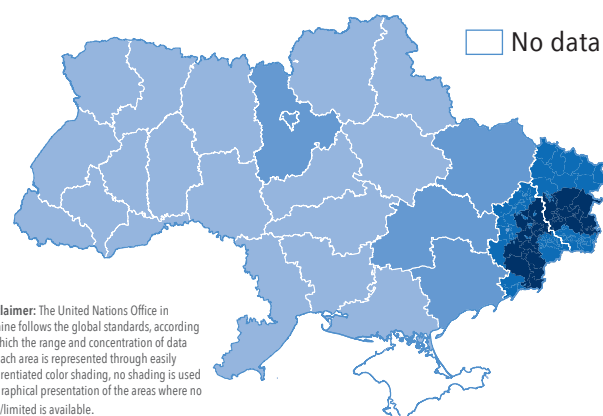 No data
claimer: The United Nations Office in
ine follows the global standards, according
hich the range and concentration of data
ach area is represented through easily
erentiated color shading, no shading is used
raphical presentation of the areas where no
/limited is available.